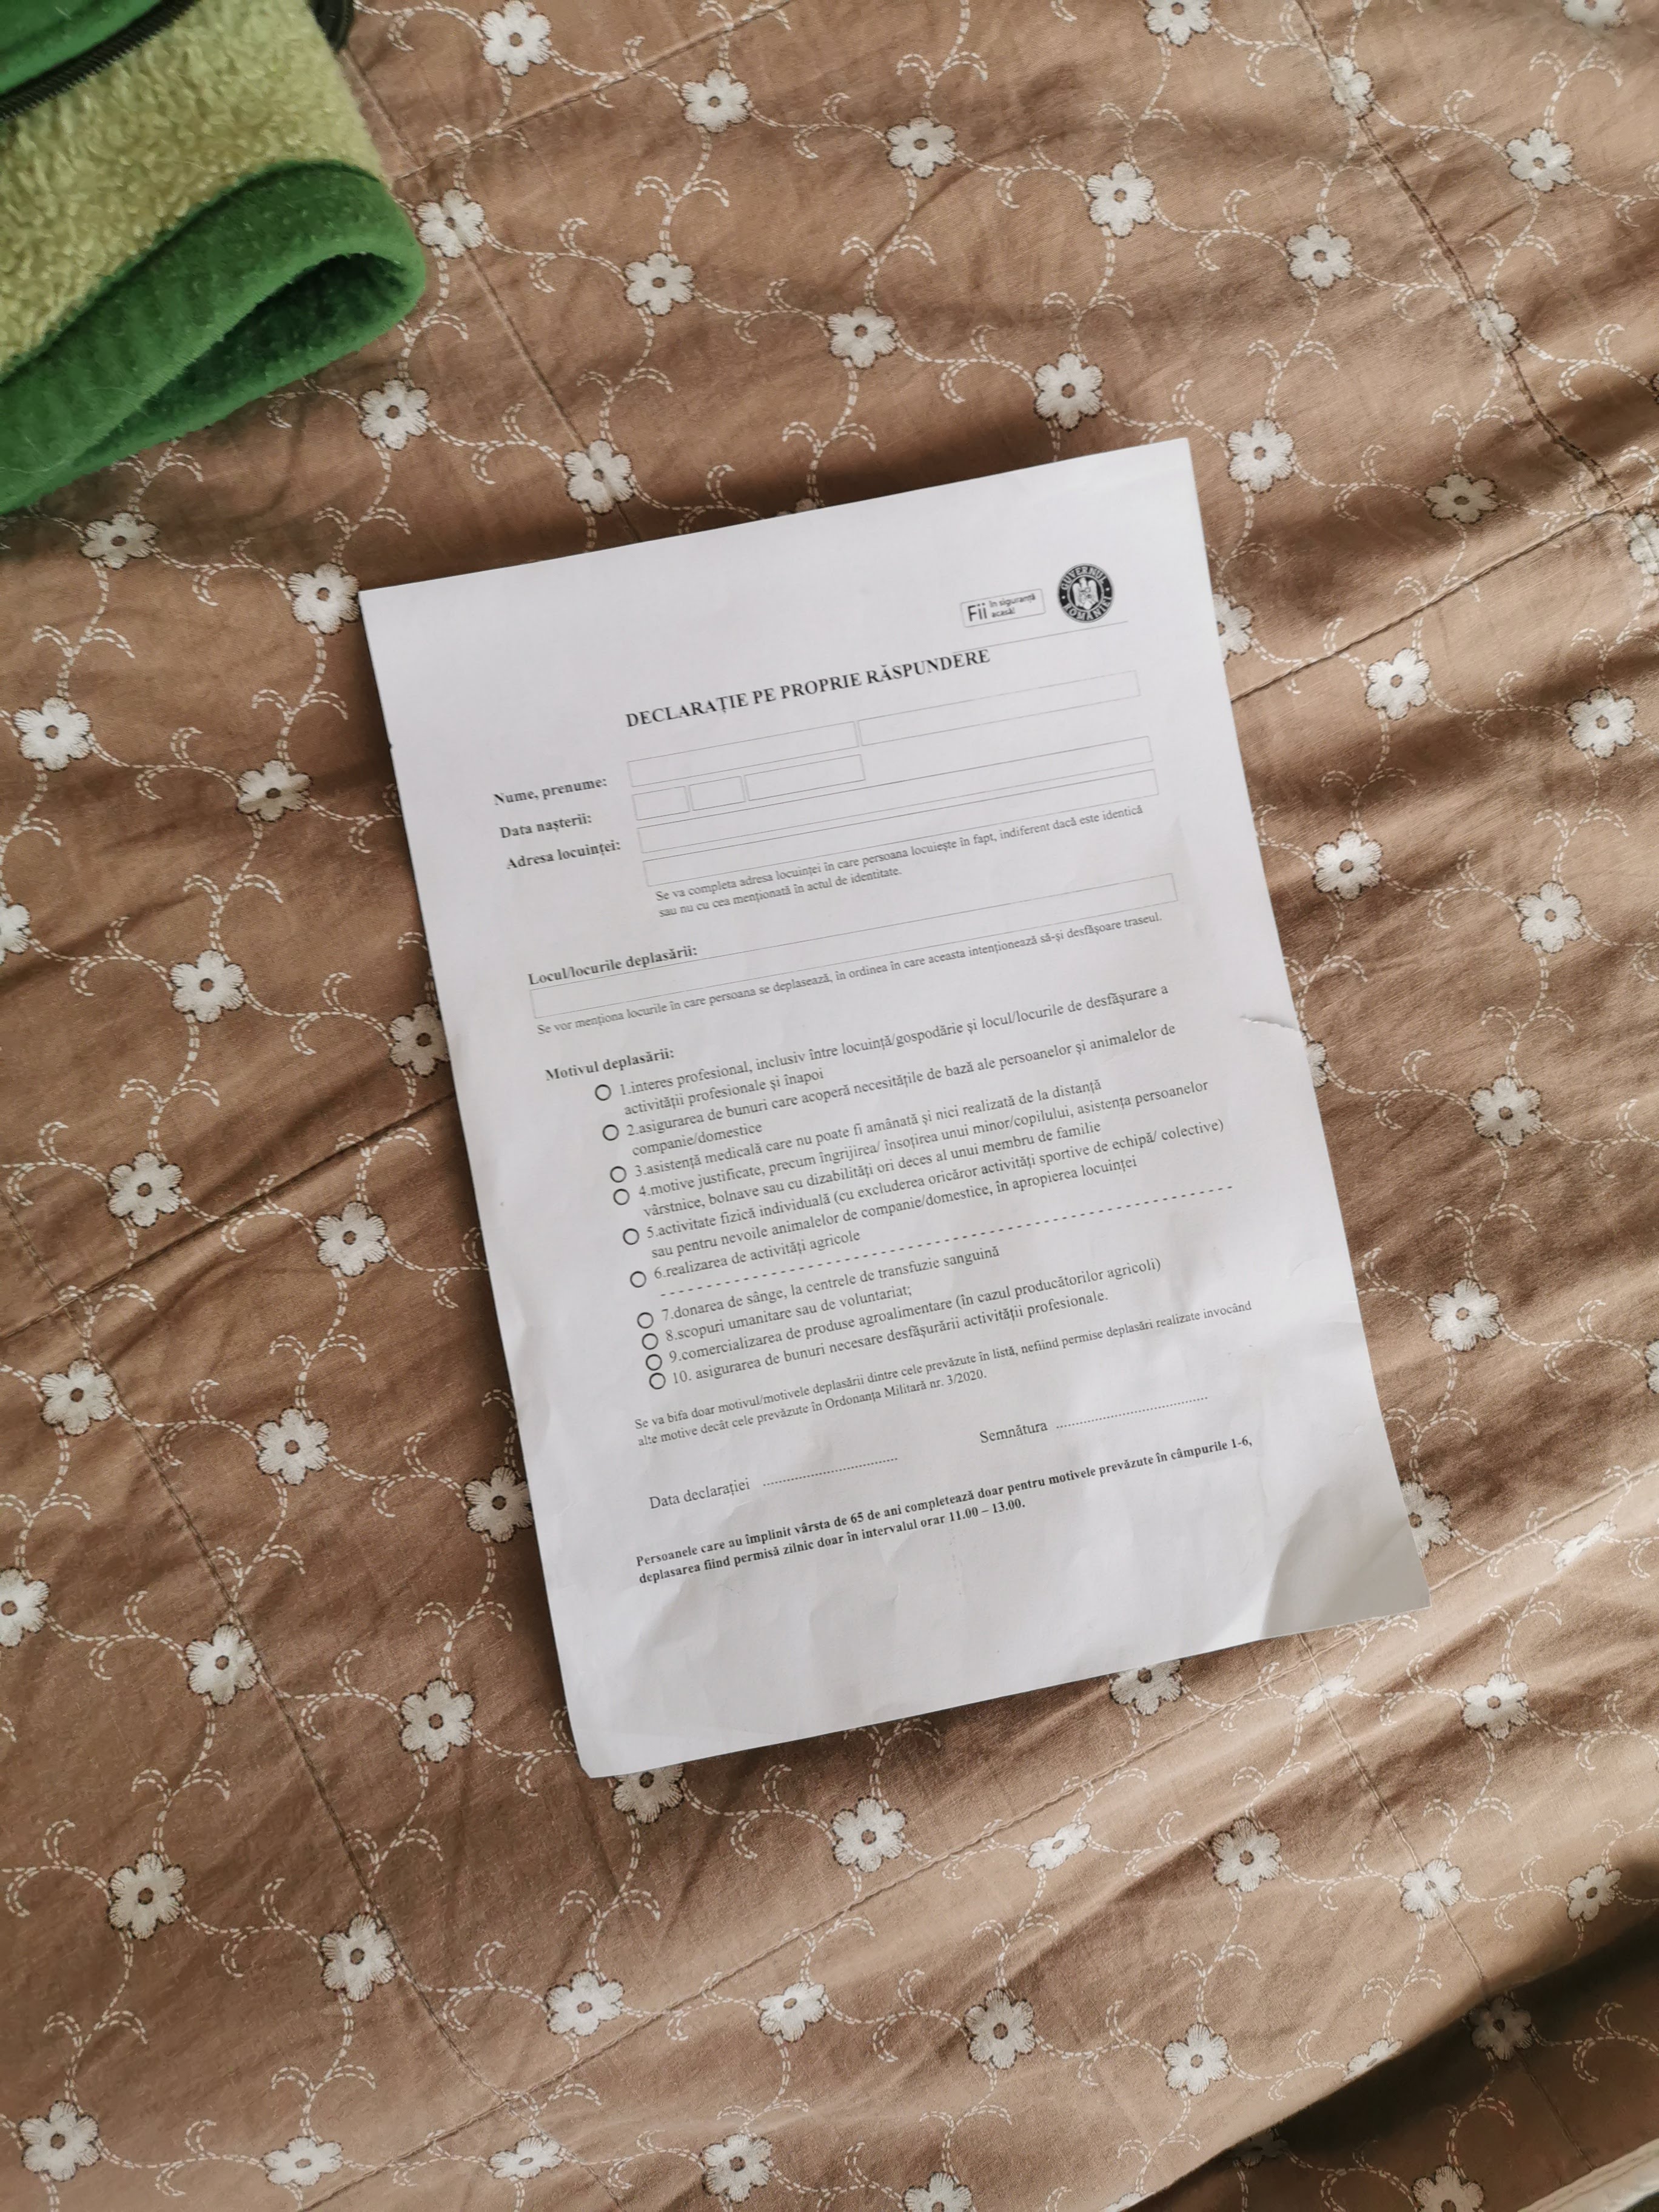 Fii în siguranță
acasă!
GUVERNUL ROMÂNIEI
DECLARAȚIE PE PROPRIE RĂSPUNDERE
Nume, prenume:
Data nașterii:
Adresa locuinței:
Se va completa adresa locuinței în care persoana locuiește în fapt, indiferent dacă este identică
sau nu cu cea menționată în actul de identitate.
Locul/locurile deplasării:
Se vor menționa locurile în care persoana se deplasează, în ordinea în care aceasta intenționează să-și desfășoare traseul.
Motivul deplasării:
1.interes profesional, inclusiv între locuință/gospodărie și locul/locurile de desfășurare a
activității profesionale și înapoi
2.asigurarea de bunuri care acoperă necesitățile de bază ale persoanelor și animalelor de
companie/domestice
3.asistență medicală care nu poate fi amânată și nici realizată de la distanță
4.motive justificate, precum îngrijirea/ însoțirea unui minor/copilului, asistența persoanelor
vârstnice, bolnave sau cu dizabilități ori deces al unui membru de familie
5.activitate fizică individuală (cu excluderea oricăror activități sportive de echipă/ colective)
sau pentru nevoile animalelor de companie/domestice, în apropierea locuinței
6.realizarea de activități agricole
7.donarea de sânge, la centrele de transfuzie sanguină
8.scopuri umanitare sau de voluntariat;
9.comercializarea de produse agroalimentare (în cazul producătorilor agricoli)
10. asigurarea de bunuri necesare desfășurării activității profesionale.
Se va bifa doar motivul/motivele deplasării dintre cele prevăzute în listă, nefiind permise deplasări realizate invocând
alte motive decât cele prevăzute în Ordonanța Militară nr. 3/2020.
Data declarației ................................ Semnătura ....................................
Persoanele care au împlinit vârsta de 65 de ani completează doar pentru motivele prevăzute în câmpurile 1-6,
deplasarea fiind permisă zilnic doar în intervalul orar 11.00 – 13.00.